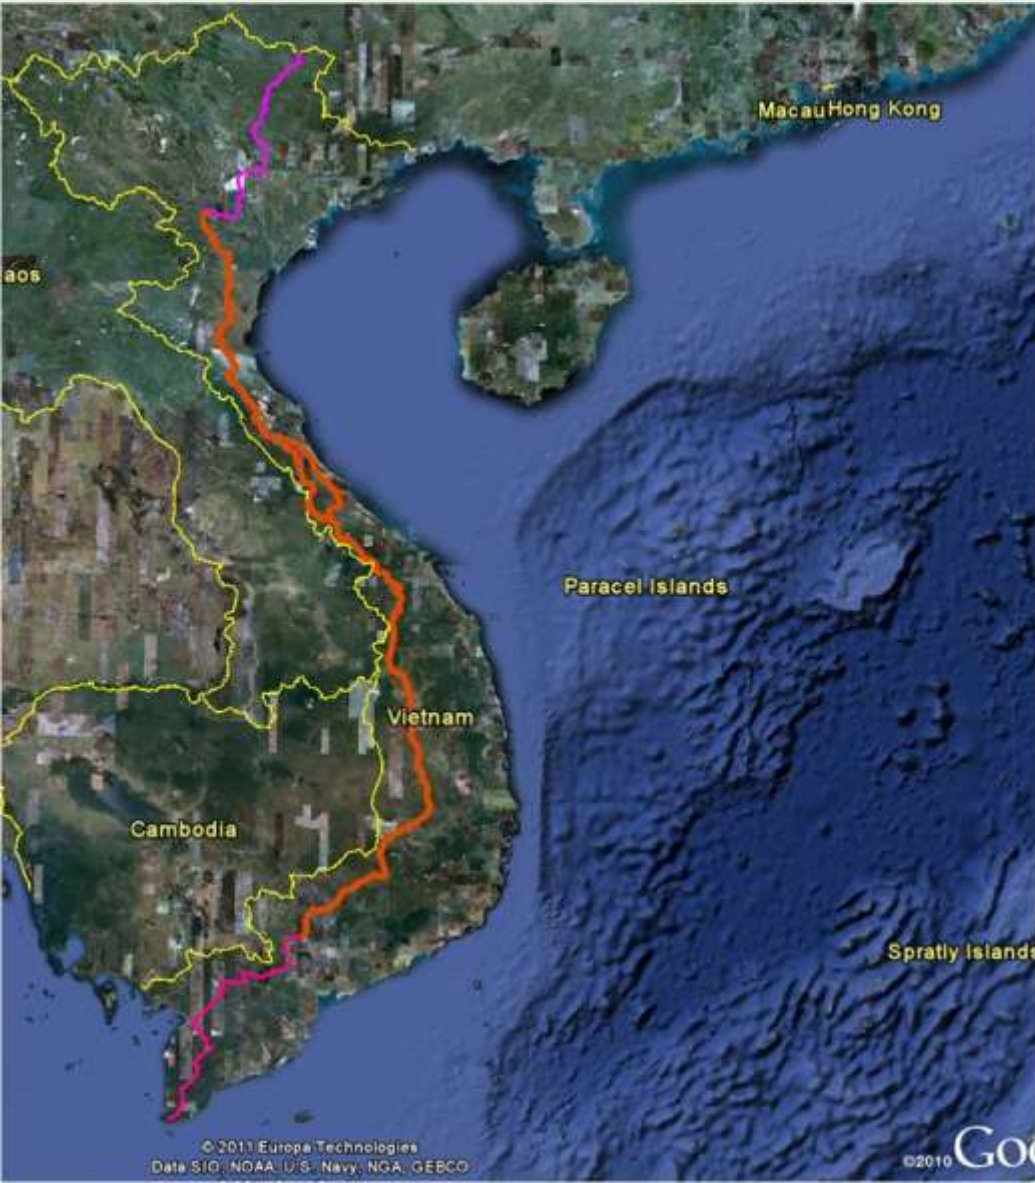 Macau Hong Kong
aos
Paracel Islands
Vietnam
Cambodia
Spratly Islands
© 2011 Europa Technologies
Data SIO, NOAA, U.S. Navy, NGA, GEBCO
©2010 Goo